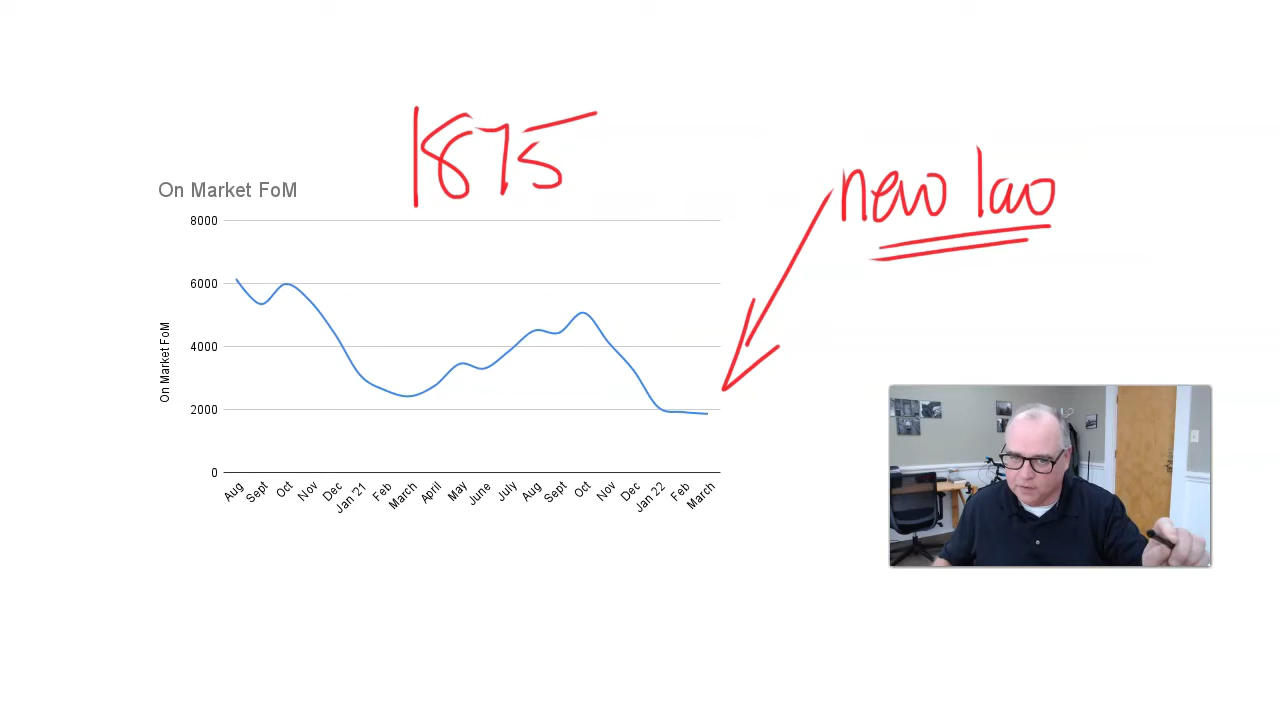 1875
new low
On Market FoM
8000
6000
4000
2000
0
On Market FoM
Aug
Sept
Oct
Nov
Dec
Jan '21
Feb
March
April
May
June
July
Aug
Sept
Oct
Nov
Dec
Jan 22
Feb
March